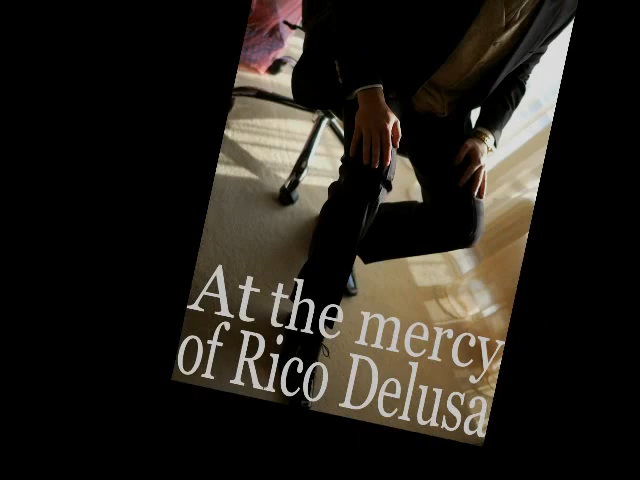 At the mercy
of Rico Delusa